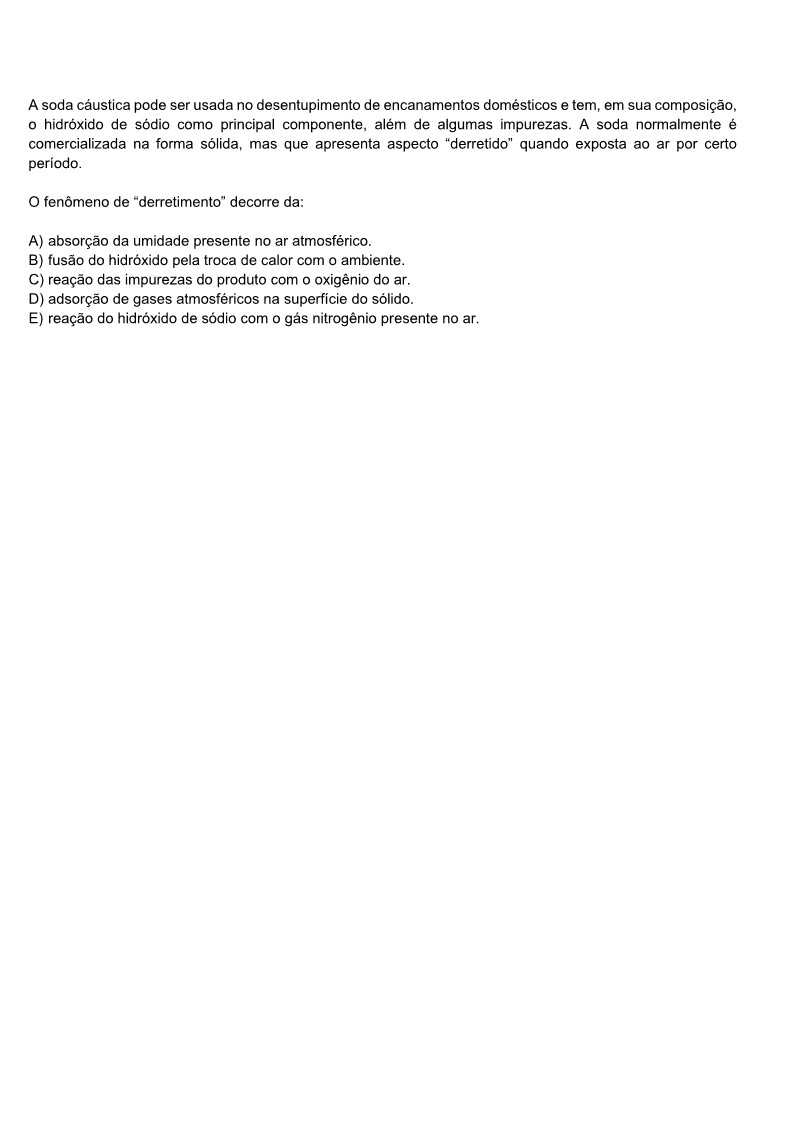 A soda cáustica pode ser usada no desentupimento de encanamentos domésticos e tem, em sua composição,
o hidróxido de sódio como principal componente, além de algumas impurezas. A soda normalmente é
comercializada na forma sólida, mas que apresenta aspecto “derretido” quando exposta ao ar por certo
período.
O fenômeno de “derretimento” decorre da:
A) absorção da umidade presente no ar atmosférico.
B) fusão do hidróxido pela troca de calor com o ambiente.
C) reação das impurezas do produto com o oxigênio do ar.
D) adsorção de gases atmosféricos na superfície do sólido.
E) reação do hidróxido de sódio com o gás nitrogênio presente no ar.